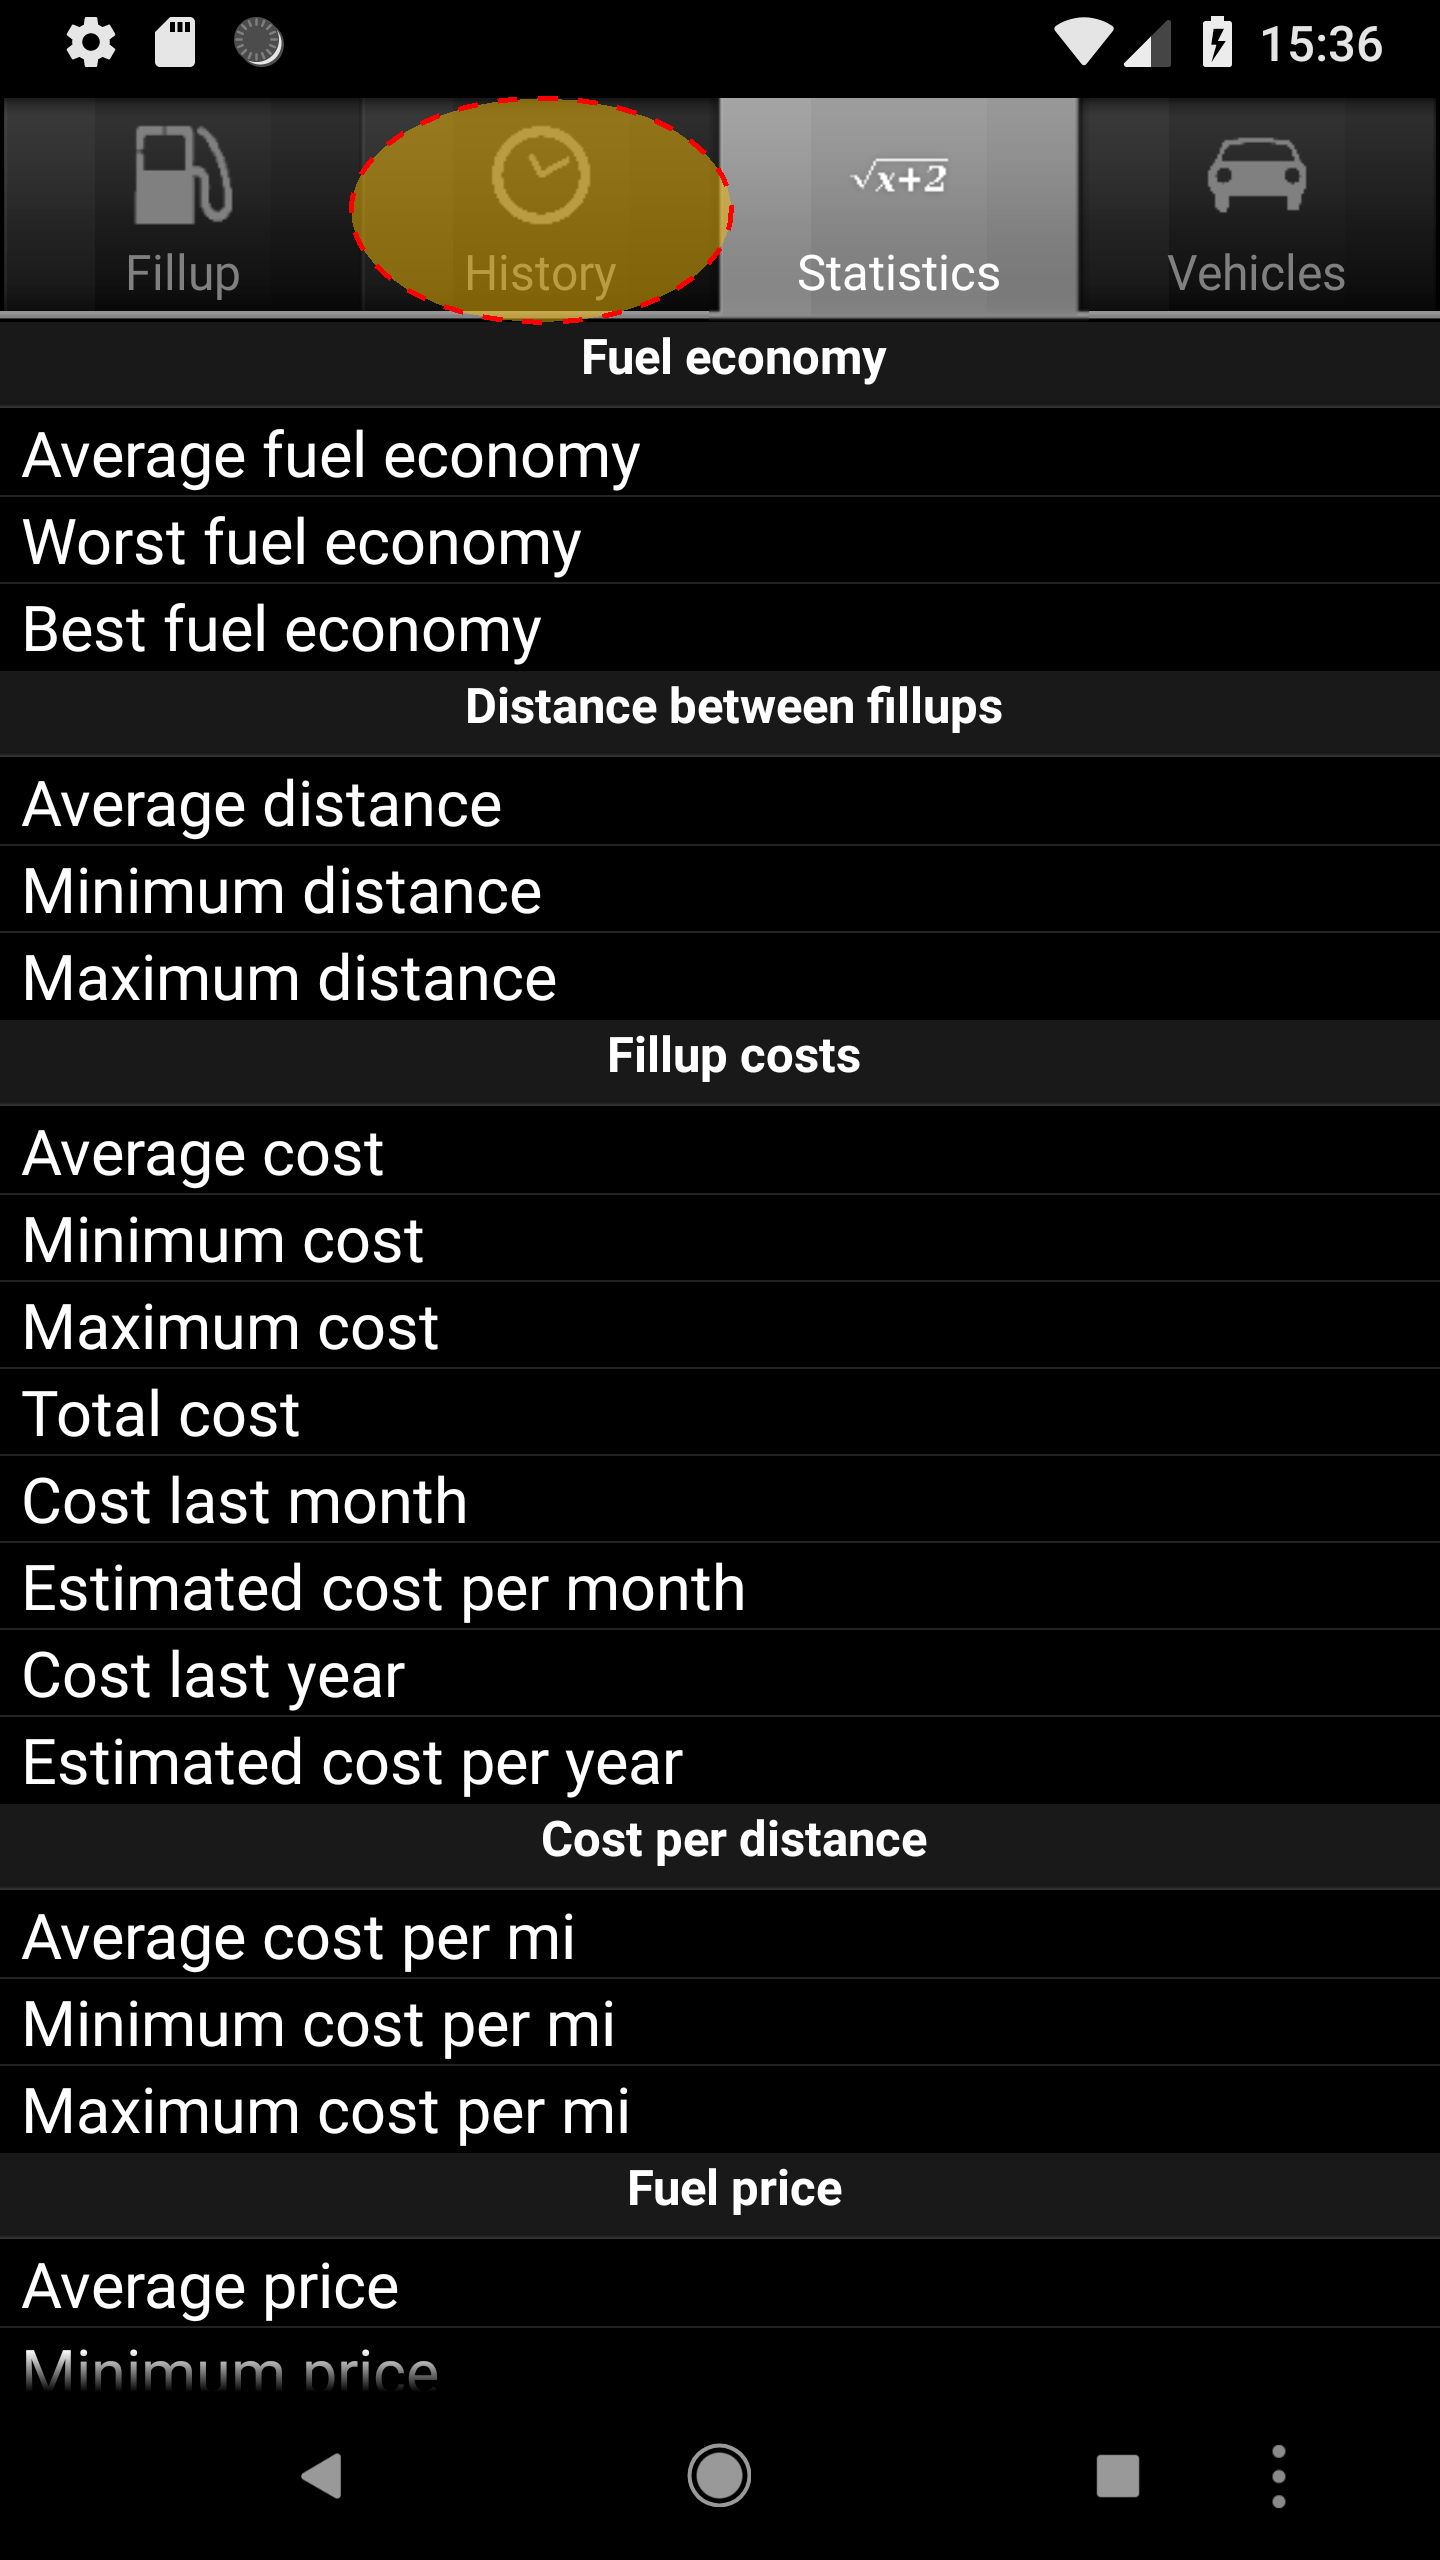 15:36
Fillup
History
√x+2
Statistics
Vehicles
Fuel economy
Average fuel economy
Worst fuel economy
Best fuel economy
Distance between fillups
Average distance
Minimum distance
Maximum distance
Fillup costs
Average cost
Minimum cost
Maximum cost
Total cost
Cost last month
Estimated cost per month
Cost last year
Estimated cost per year
Cost per distance
Average cost per mi
Minimum cost per mi
Maximum cost per mi
Fuel price
Average price
Minimum price